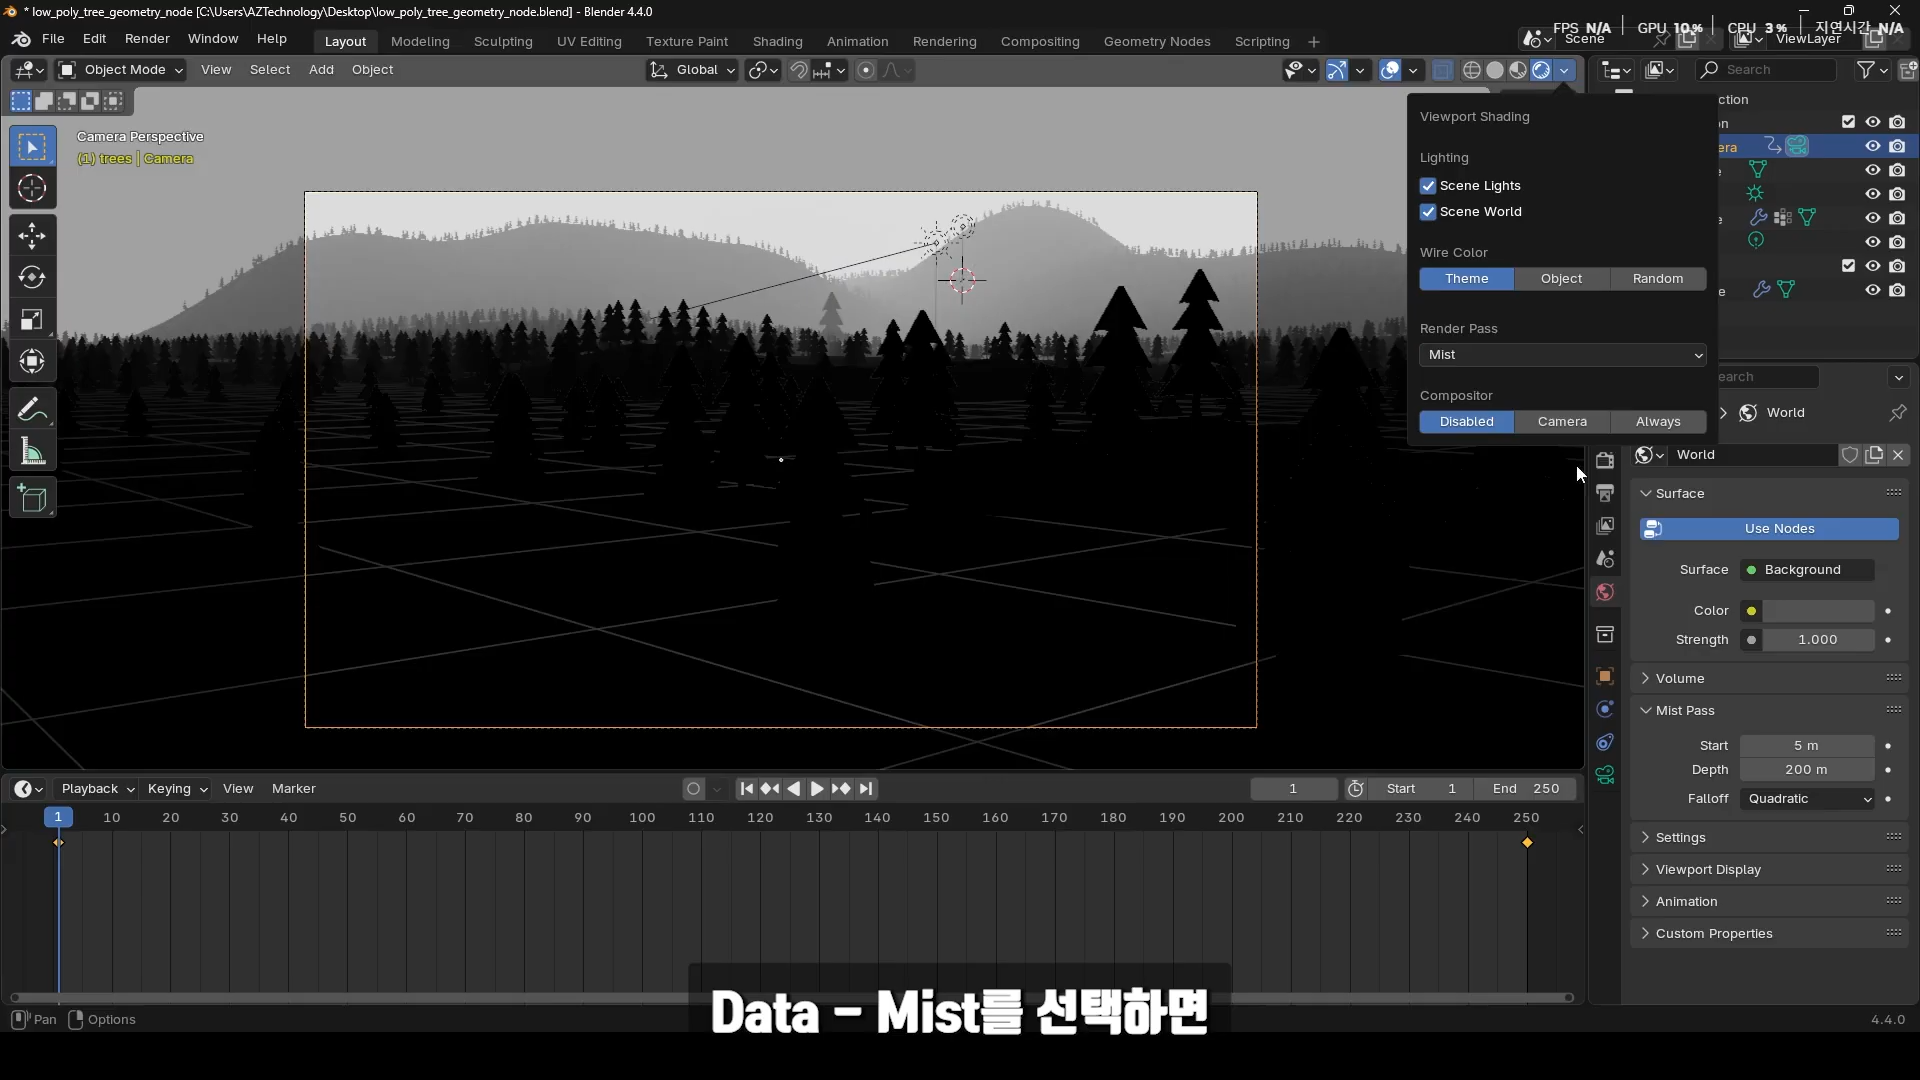 * low_poly_tree_geometry_node [C:\Users\AZTechnology\Desktop\low_poly_tree_geometry_node.blend] - Blender 4.4.0
FPS N/A GPU 10% CPU 3% 지연시간 N/A
File Edit Render Window Help
Layout Modeling Sculpting UV Editing Texture Paint Shading Animation Rendering Compositing Geometry Nodes Scripting +
Scene ViewLayer
Object Mode View Select Add Object
Global
Search
Camera Perspective
(1) trees | Camera
Viewport Shading
Lighting
Scene Lights
Scene World
Wire Color
Theme Object Random
Render Pass
Mist
Compositor
Disabled Camera Always
ction
n
era
e
e
e
earch
World
World
Surface
Use Nodes
Surface Background
Color
Strength 1.000
Volume
Mist Pass
Start 5 m
Depth 200 m
Falloff Quadratic
Settings
Viewport Display
Animation
Custom Properties
Playback Keying View Marker
1 Start 1 End 250
1 10 20 30 40 50 60 70 80 90 100 110 120 130 140 150 160 170 180 190 200 210 220 230 240 250
Data - Mist를 선택하면
Pan Options
4.4.0